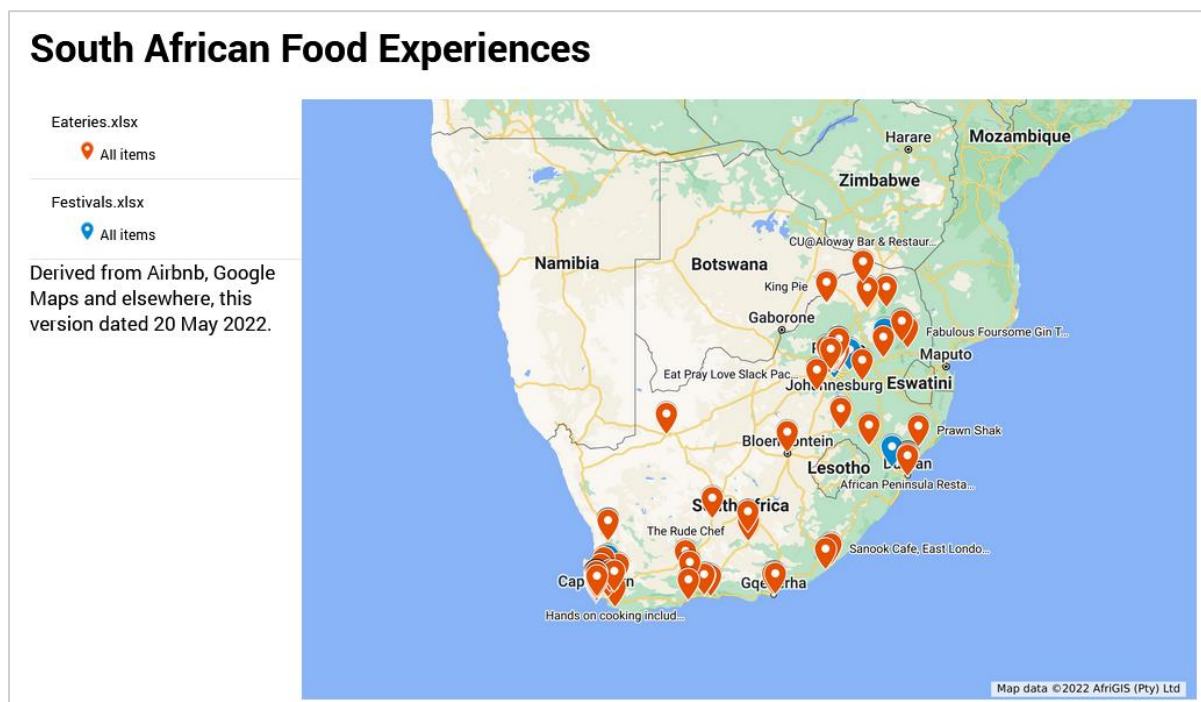 South African Food Experiences
Eateries.xlsx
All items
Festivals.xlsx
All items
Derived from Airbnb, Google
Maps and elsewhere, this
version dated 20 May 2022.
Harare
Mozambique
Zimbabwe
CU@Aloway Bar & Restaur...
Namibia
Botswana
King Pie
Gaborone
Fabulous Foursome Gin T...
Maputo
Eat Pray Love Slack Pac...
Johannesburg
Eswatini
Prawn Shak
Lesotho
African Peninsula Resta...
The Rude Chef
Sanook Cafe, East Londo...
Hands on cooking includ...
Map data ©2022 AfriGIS (Pty) Ltd